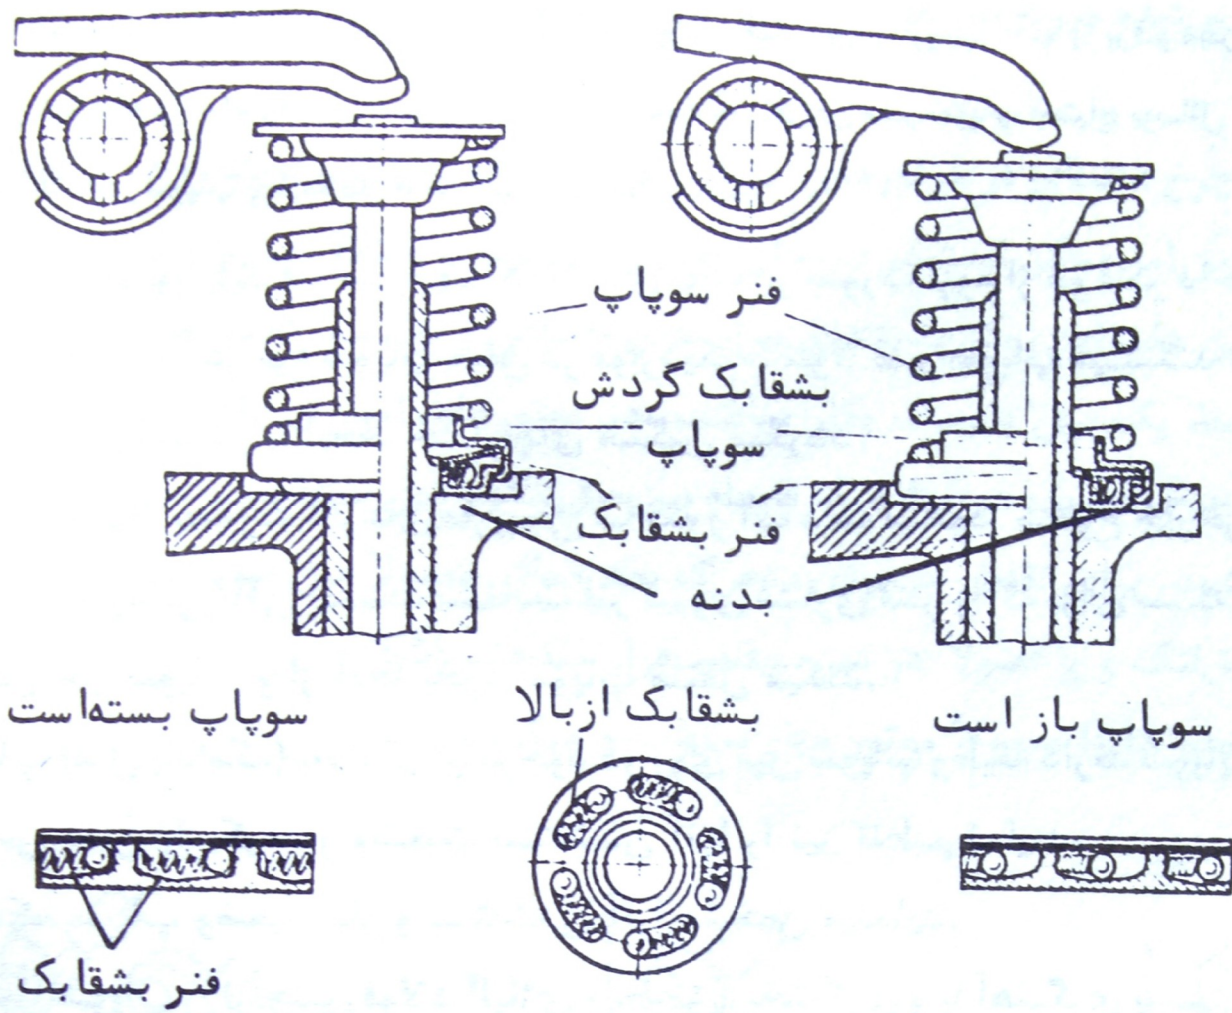 فنر سوپاپ
بشقابک گردش
سوپاپ
فنر بشقابک
بدنه
سوپاپ بسته‌است
بشقابک ازبالا
سوپاپ باز است
فنر بشقابک